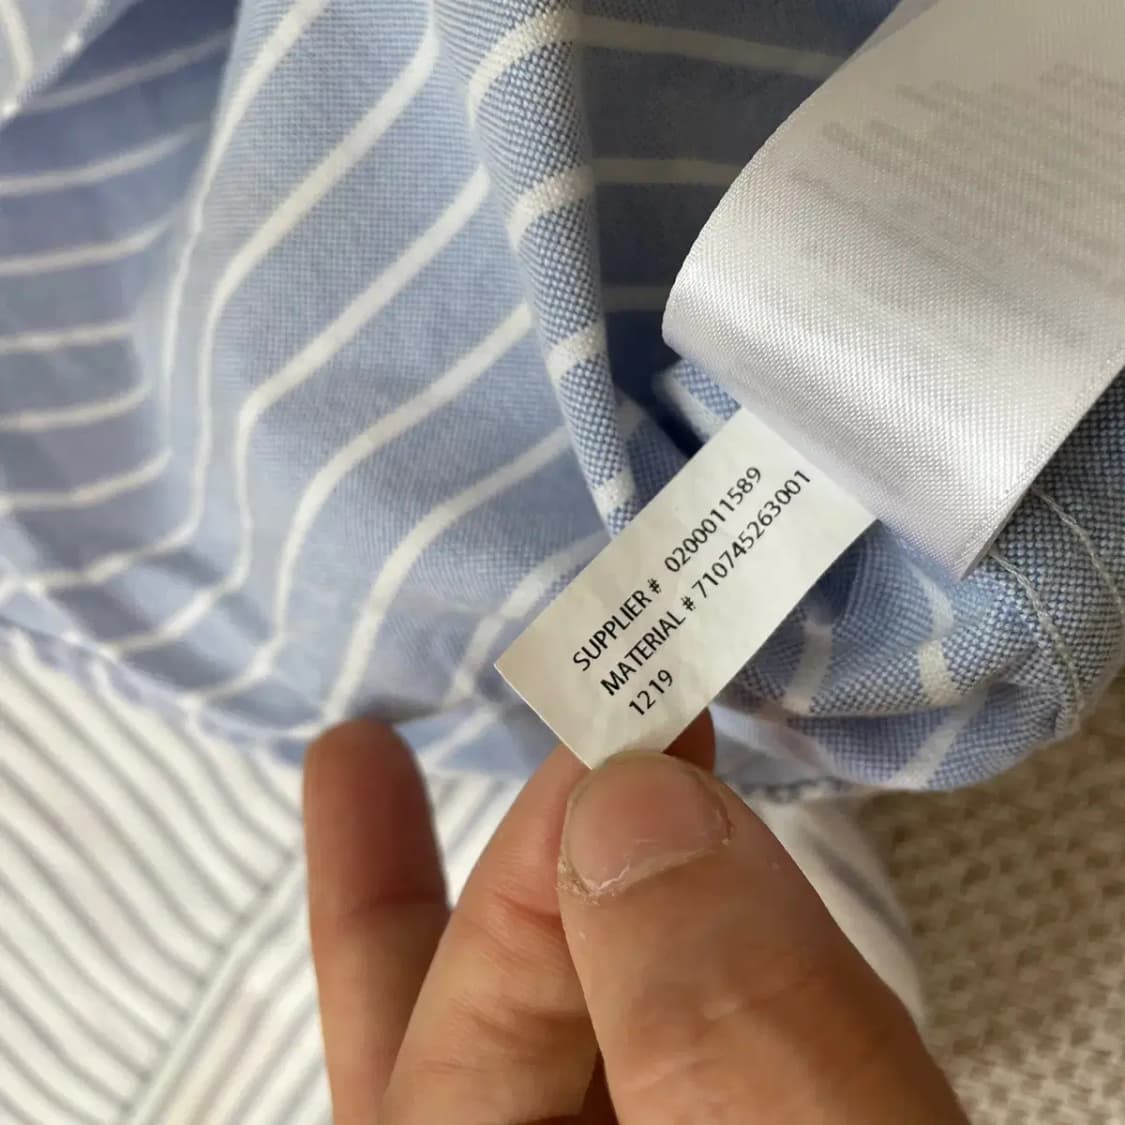 SUPPLIER # 0200011589
MATERIAL # 710745263001
1219